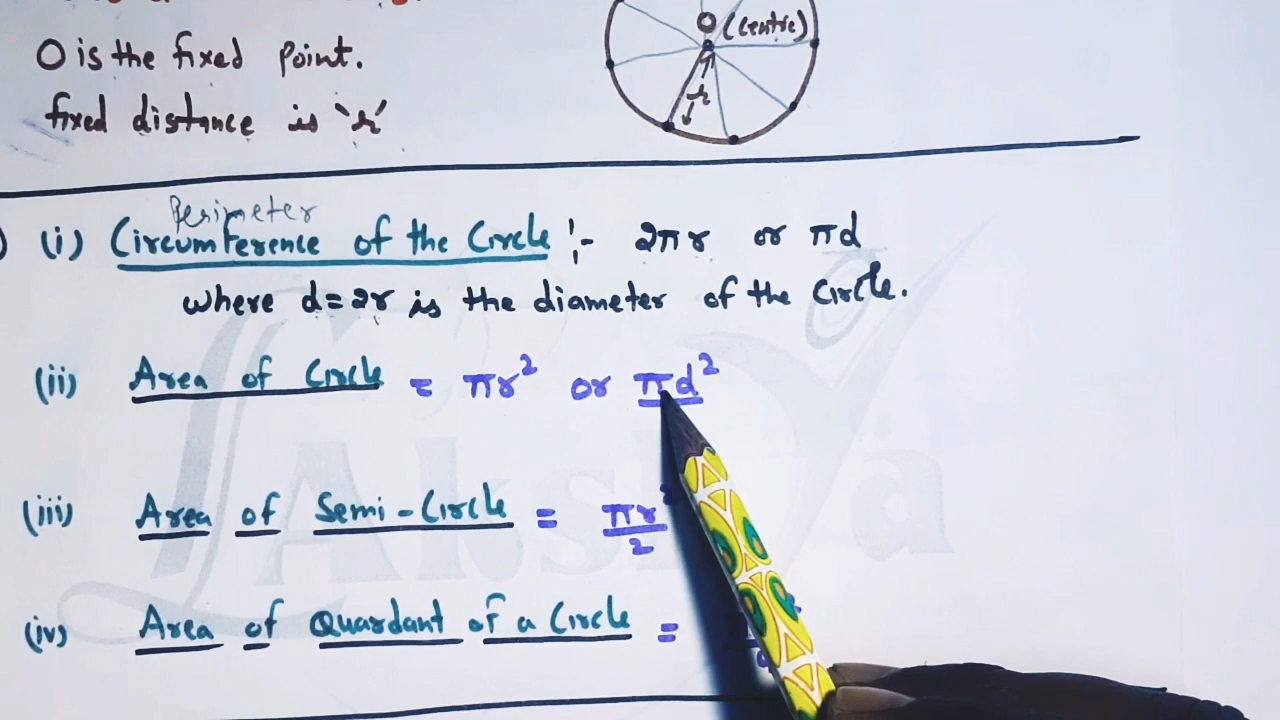 O (centre)
O is the fixed point.
r
fixed distance is 'r'
Perimeter
(i) Circumference of the Circle :- 2πr or πd
where d=2r is the diameter of the circle.
(ii) Area of Circle = πr² or πd²
(iii) Area of Semi-Circle = πr²/2
(iv) Area of Quardant of a Circle =
Lakshya